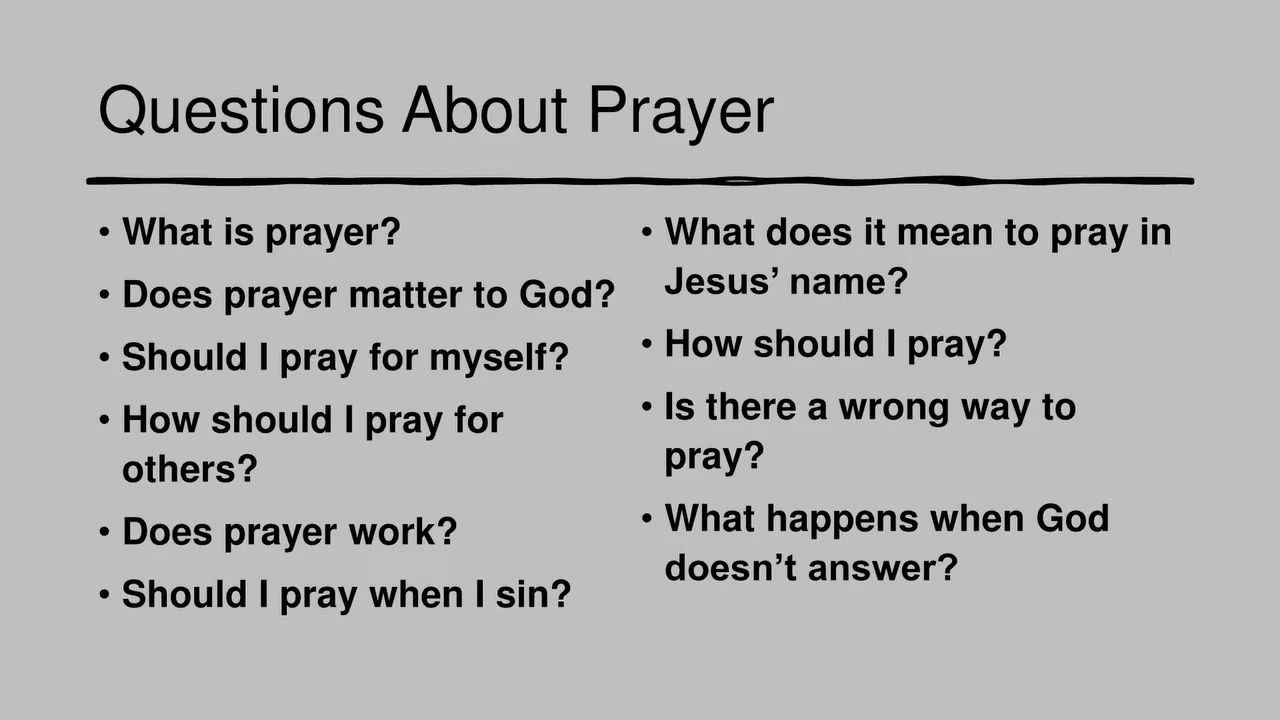 Questions About Prayer
• What is prayer?
• Does prayer matter to God?
• Should I pray for myself?
• How should I pray for
others?
• Does prayer work?
• Should I pray when I sin?
• What does it mean to pray in
Jesus’ name?
• How should I pray?
• Is there a wrong way to
pray?
• What happens when God
doesn’t answer?